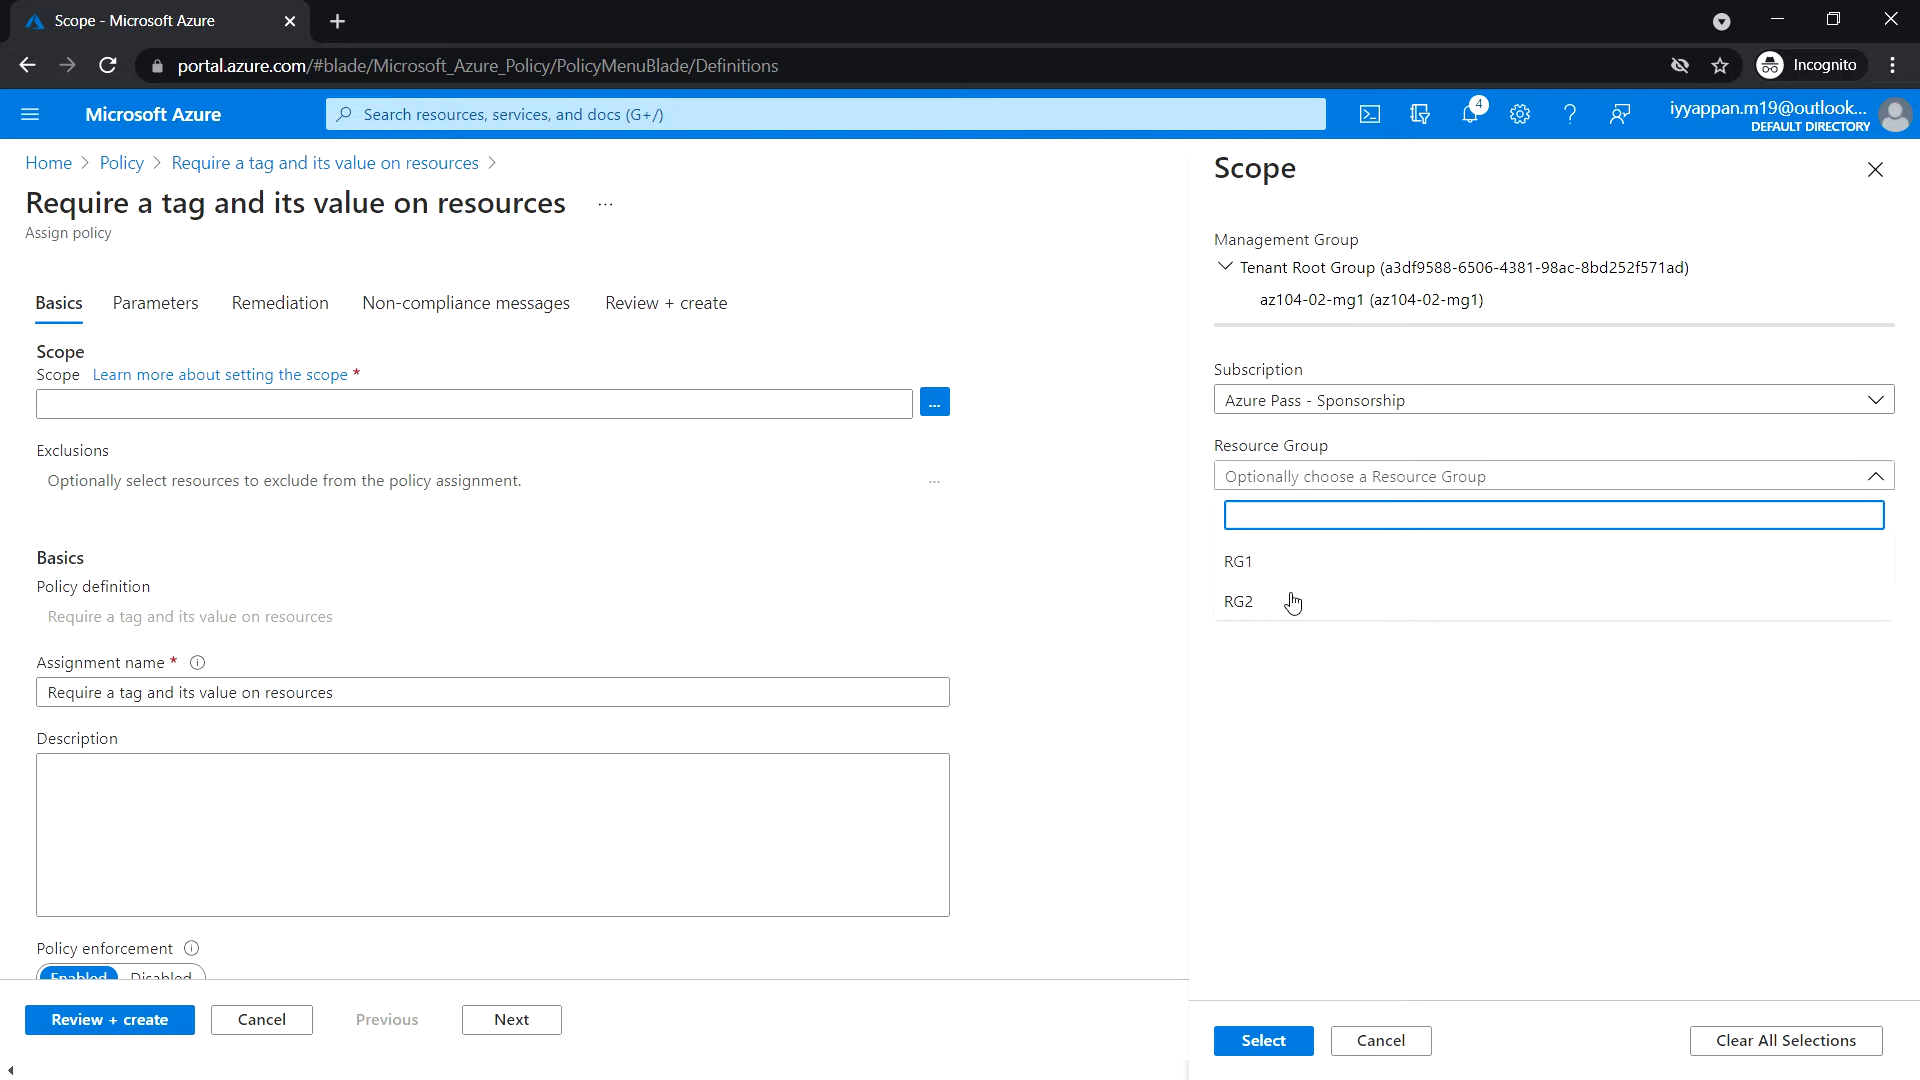 Scope - Microsoft Azure
portal.azure.com/#blade/Microsoft_Azure_Policy/PolicyMenuBlade/Definitions
Incognito
Microsoft Azure
Search resources, services, and docs (G+/)
4
iyyappan.m19@outlook...
DEFAULT DIRECTORY
Home > Policy > Require a tag and its value on resources >
Require a tag and its value on resources ...
Assign policy
Basics
Parameters
Remediation
Non-compliance messages
Review + create
Scope
Scope Learn more about setting the scope *
...
Exclusions
Optionally select resources to exclude from the policy assignment.
...
Basics
Policy definition
Require a tag and its value on resources
Assignment name *
Require a tag and its value on resources
Description
Policy enforcement
Enabled Disabled
Review + create
Cancel
Previous
Next
Scope
Management Group
Tenant Root Group (a3df9588-6506-4381-98ac-8bd252f571ad)
az104-02-mg1 (az104-02-mg1)
Subscription
Azure Pass - Sponsorship
Resource Group
Optionally choose a Resource Group
RG1
RG2
Select
Cancel
Clear All Selections